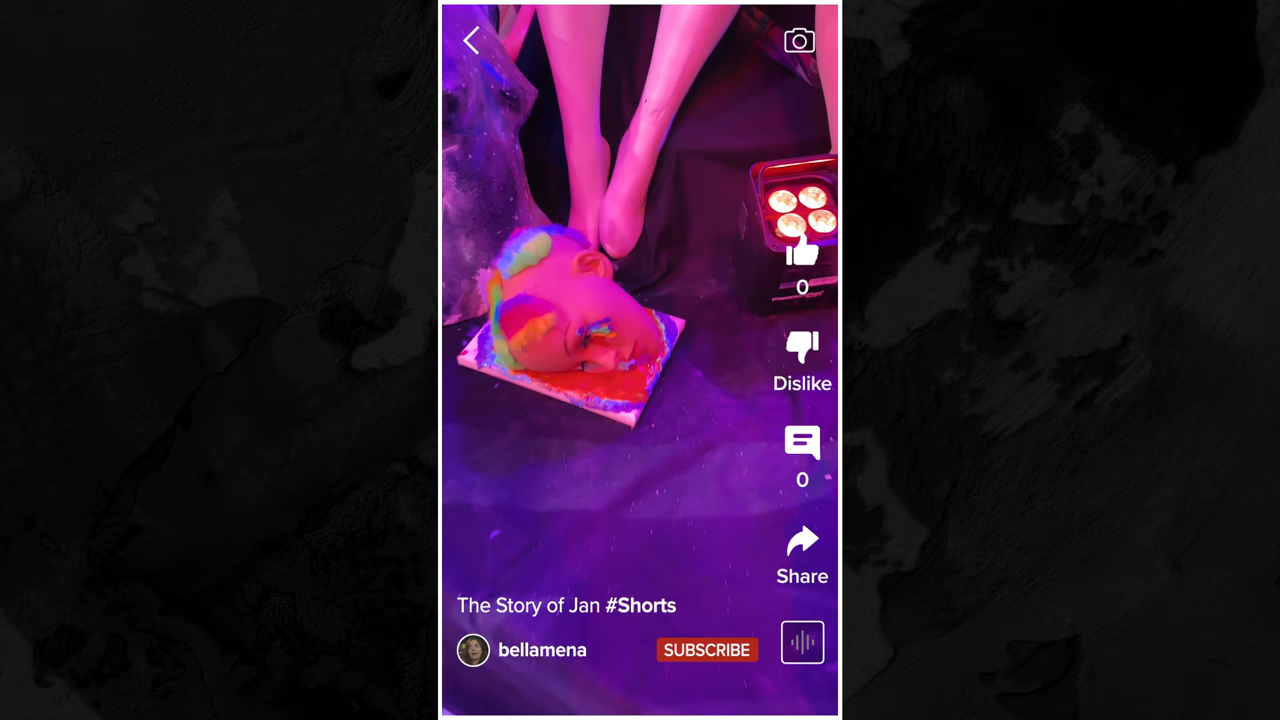 0
Dislike
0
Share
The Story of Jan #Shorts
bellamena
SUBSCRIBE